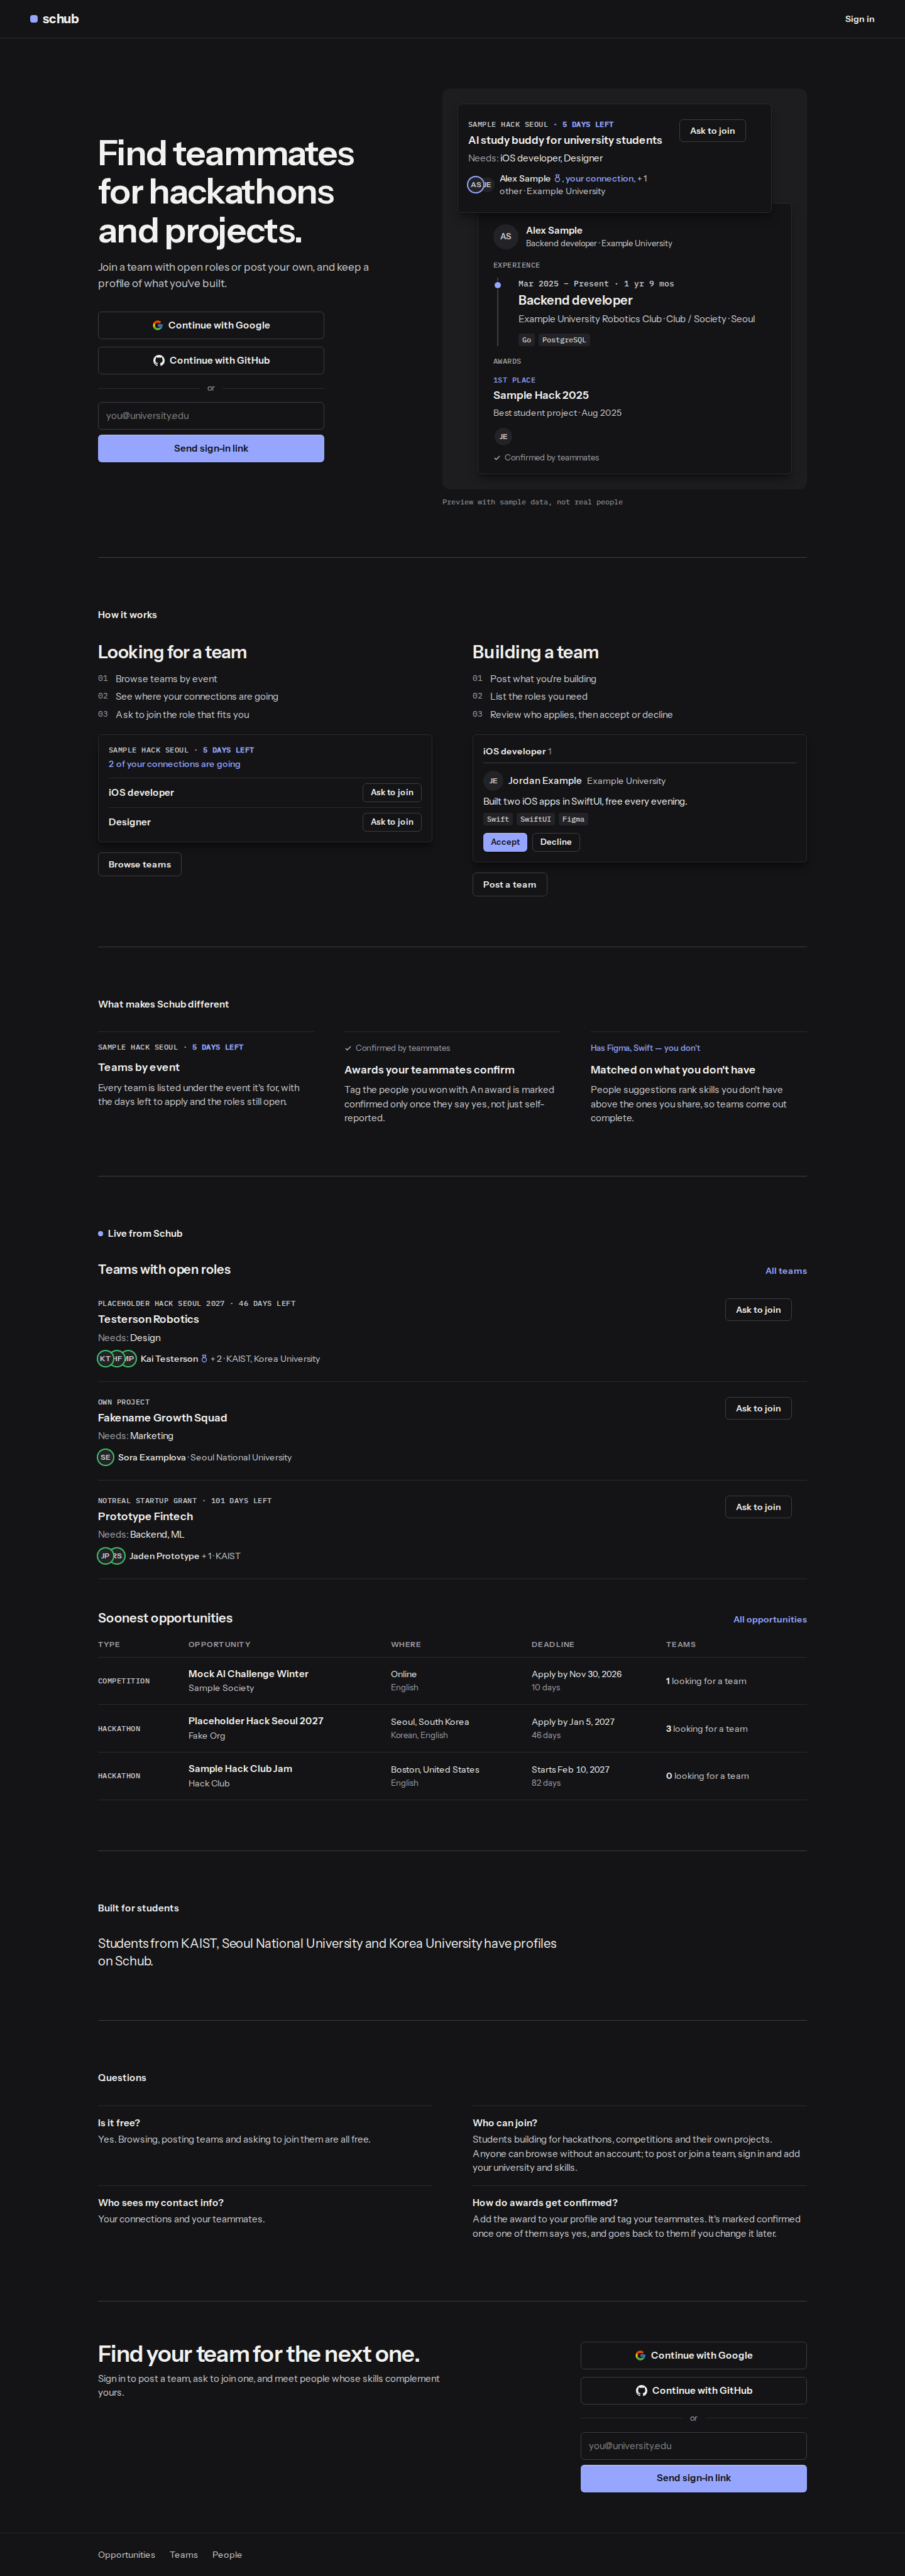 schub
Sign in
Find teammates
for hackathons
and projects.
Join a team with open roles or post your own, and keep a
profile of what you've built.
Continue with Google
Continue with GitHub
or
you@university.edu
Send sign-in link
SAMPLE HACK SEOUL · 5 DAYS LEFT
AI study buddy for university students
Needs: iOS developer, Designer
Ask to join
AS JE
Alex Sample , your connection, + 1
other · Example University
AS
Alex Sample
Backend developer · Example University
EXPERIENCE
Mar 2025 – Present · 1 yr 9 mos
Backend developer
Example University Robotics Club · Club / Society · Seoul
Go PostgreSQL
AWARDS
1ST PLACE
Sample Hack 2025
Best student project · Aug 2025
JE
Confirmed by teammates
Preview with sample data, not real people
How it works
Looking for a team
01 Browse teams by event
02 See where your connections are going
03 Ask to join the role that fits you
SAMPLE HACK SEOUL · 5 DAYS LEFT
2 of your connections are going
iOS developer Ask to join
Designer Ask to join
Browse teams
Building a team
01 Post what you're building
02 List the roles you need
03 Review who applies, then accept or decline
iOS developer 1
JE Jordan Example Example University
Built two iOS apps in SwiftUI, free every evening.
Swift SwiftUI Figma
Accept Decline
Post a team
What makes Schub different
SAMPLE HACK SEOUL · 5 DAYS LEFT
Teams by event
Every team is listed under the event it's for, with
the days left to apply and the roles still open.
Confirmed by teammates
Awards your teammates confirm
Tag the people you won with. An award is marked
confirmed only once they say yes, not just self-
reported.
Has Figma, Swift — you don't
Matched on what you don't have
People suggestions rank skills you don't have
above the ones you share, so teams come out
complete.
Live from Schub
Teams with open roles All teams
PLACEHOLDER HACK SEOUL 2027 · 46 DAYS LEFT
Testerson Robotics
Needs: Design
Ask to join
KT HF MP Kai Testerson + 2 · KAIST, Korea University
OWN PROJECT
Fakename Growth Squad
Needs: Marketing
Ask to join
SE Sora Examplova · Seoul National University
NOTREAL STARTUP GRANT · 101 DAYS LEFT
Prototype Fintech
Needs: Backend, ML
Ask to join
JP RS Jaden Prototype + 1 · KAIST
Soonest opportunities All opportunities
TYPE OPPORTUNITY WHERE DEADLINE TEAMS
COMPETITION Mock AI Challenge Winter Online Apply by Nov 30, 2026 1 looking for a team
Sample Society English 10 days
HACKATHON Placeholder Hack Seoul 2027 Seoul, South Korea Apply by Jan 5, 2027 3 looking for a team
Fake Org Korean, English 46 days
HACKATHON Sample Hack Club Jam Boston, United States Starts Feb 10, 2027 0 looking for a team
Hack Club English 82 days
Built for students
Students from KAIST, Seoul National University and Korea University have profiles
on Schub.
Questions
Is it free?
Yes. Browsing, posting teams and asking to join them are all free.
Who can join?
Students building for hackathons, competitions and their own projects.
Anyone can browse without an account; to post or join a team, sign in and add
your university and skills.
Who sees my contact info?
Your connections and your teammates.
How do awards get confirmed?
Add the award to your profile and tag your teammates. It's marked confirmed
once one of them says yes, and goes back to them if you change it later.
Find your team for the next one.
Sign in to post a team, ask to join one, and meet people whose skills complement
yours.
Continue with Google
Continue with GitHub
or
you@university.edu
Send sign-in link
Opportunities Teams People